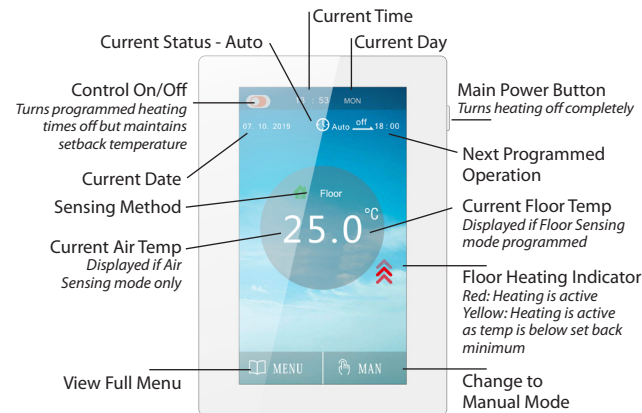 Current Time
Current Status - Auto
Current Day
Control On/Off
Turns programmed heating
times off but maintains
setback temperature
Main Power Button
Turns heating off completely
: 53 MON
07. 10. 2019
Auto off 18:00
Current Date
Next Programmed
Operation
Sensing Method
Floor
Current Floor Temp
Displayed if Floor Sensing
mode programmed
25.0°C
Current Air Temp
Displayed if Air
Sensing mode only
Floor Heating Indicator
Red: Heating is active
Yellow: Heating is active
as temp is below set back
minimum
MENU
MAN
View Full Menu
Change to
Manual Mode